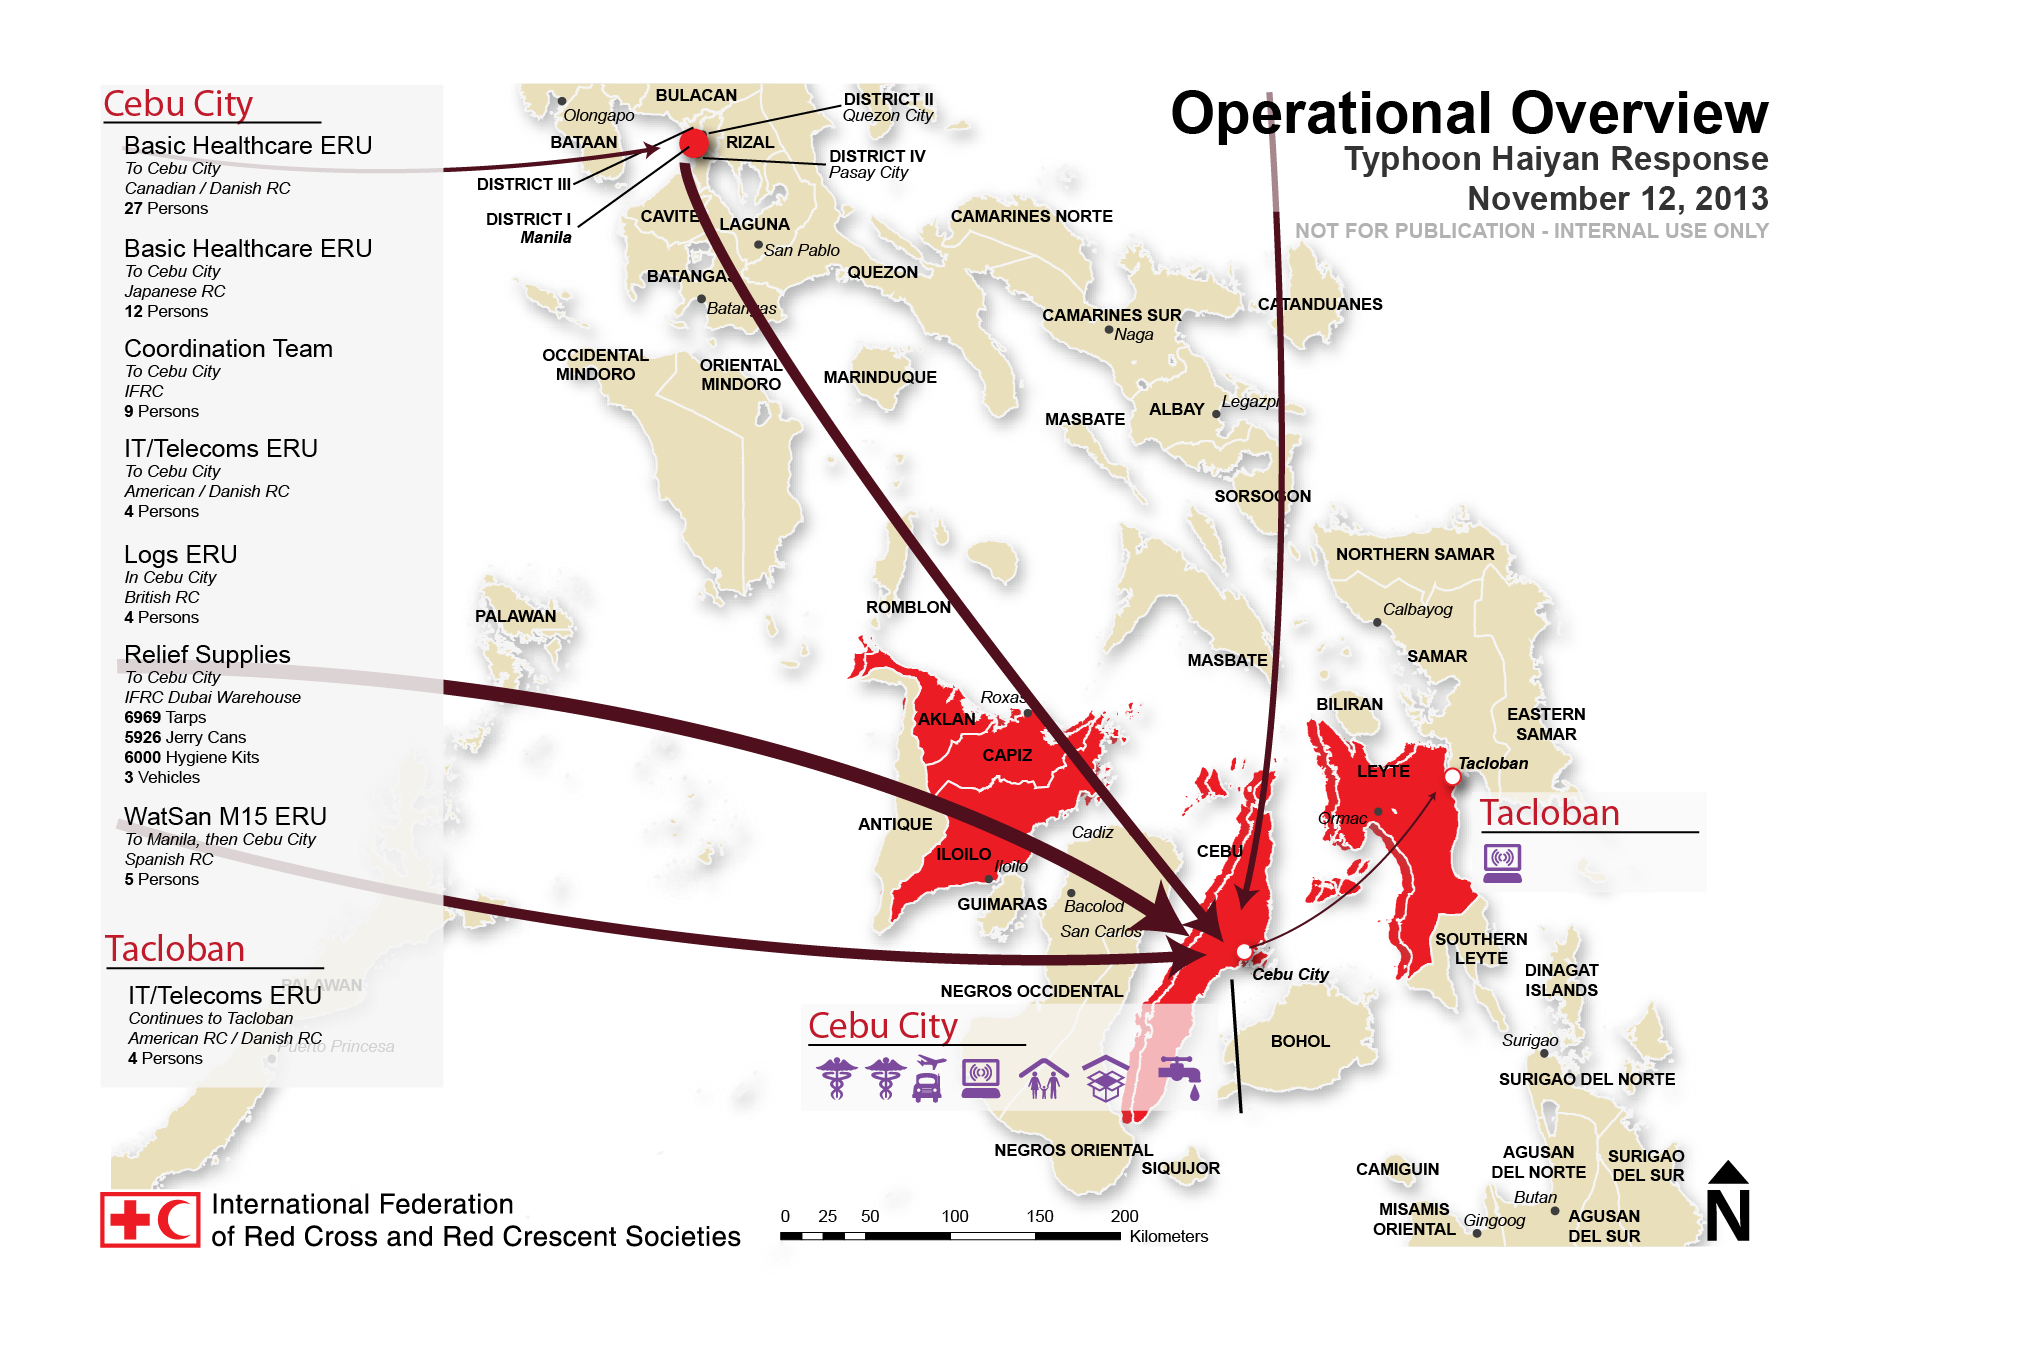 Operational Overview
Typhoon Haiyan Response
November 12, 2013
NOT FOR PUBLICATION - INTERNAL USE ONLY
Cebu City
Basic Healthcare ERU
To Cebu City
Canadian / Danish RC
27 Persons
Basic Healthcare ERU
To Cebu City
Japanese RC
12 Persons
Coordination Team
To Cebu City
IFRC
9 Persons
IT/Telecoms ERU
To Cebu City
American / Danish RC
4 Persons
Logs ERU
In Cebu City
British RC
4 Persons
Relief Supplies
To Cebu City
IFRC Dubai Warehouse
6969 Tarps
5926 Jerry Cans
6000 Hygiene Kits
3 Vehicles
WatSan M15 ERU
To Manila, then Cebu City
Spanish RC
5 Persons
Tacloban
PALAWAN
IT/Telecoms ERU
Continues to Tacloban
American RC / Danish RC
Puerto Princesa
4 Persons
BULACAN
Olongapo
BATAAN
RIZAL
DISTRICT II
Quezon City
DISTRICT IV
Pasay City
DISTRICT III
DISTRICT I
Manila
CAVITE
LAGUNA
San Pablo
BATANGAS
Batangas
QUEZON
CAMARINES NORTE
CAMARINES SUR
Naga
CATANDUANES
OCCIDENTAL
MINDORO
ORIENTAL
MINDORO
MARINDUQUE
MASBATE
ALBAY
Legazpi
SORSOGON
NORTHERN SAMAR
Calbayog
SAMAR
EASTERN
SAMAR
PALAWAN
ROMBLON
MASBATE
BILIRAN
Roxas
AKLAN
CAPIZ
LEYTE
Tacloban
Ormac
Tacloban
ANTIQUE
ILOILO
Iloilo
Cadiz
CEBU
GUIMARAS
Bacolod
San Carlos
Cebu City
NEGROS OCCIDENTAL
SOUTHERN
LEYTE
DINAGAT
ISLANDS
Cebu City
BOHOL
Surigao
SURIGAO DEL NORTE
NEGROS ORIENTAL
SIQUIJOR
CAMIGUIN
AGUSAN
DEL NORTE
SURIGAO
DEL SUR
Butan
MISAMIS
ORIENTAL
Gingoog
AGUSAN
DEL SUR
N
International Federation
of Red Cross and Red Crescent Societies
0 25 50 100 150 200
Kilometers